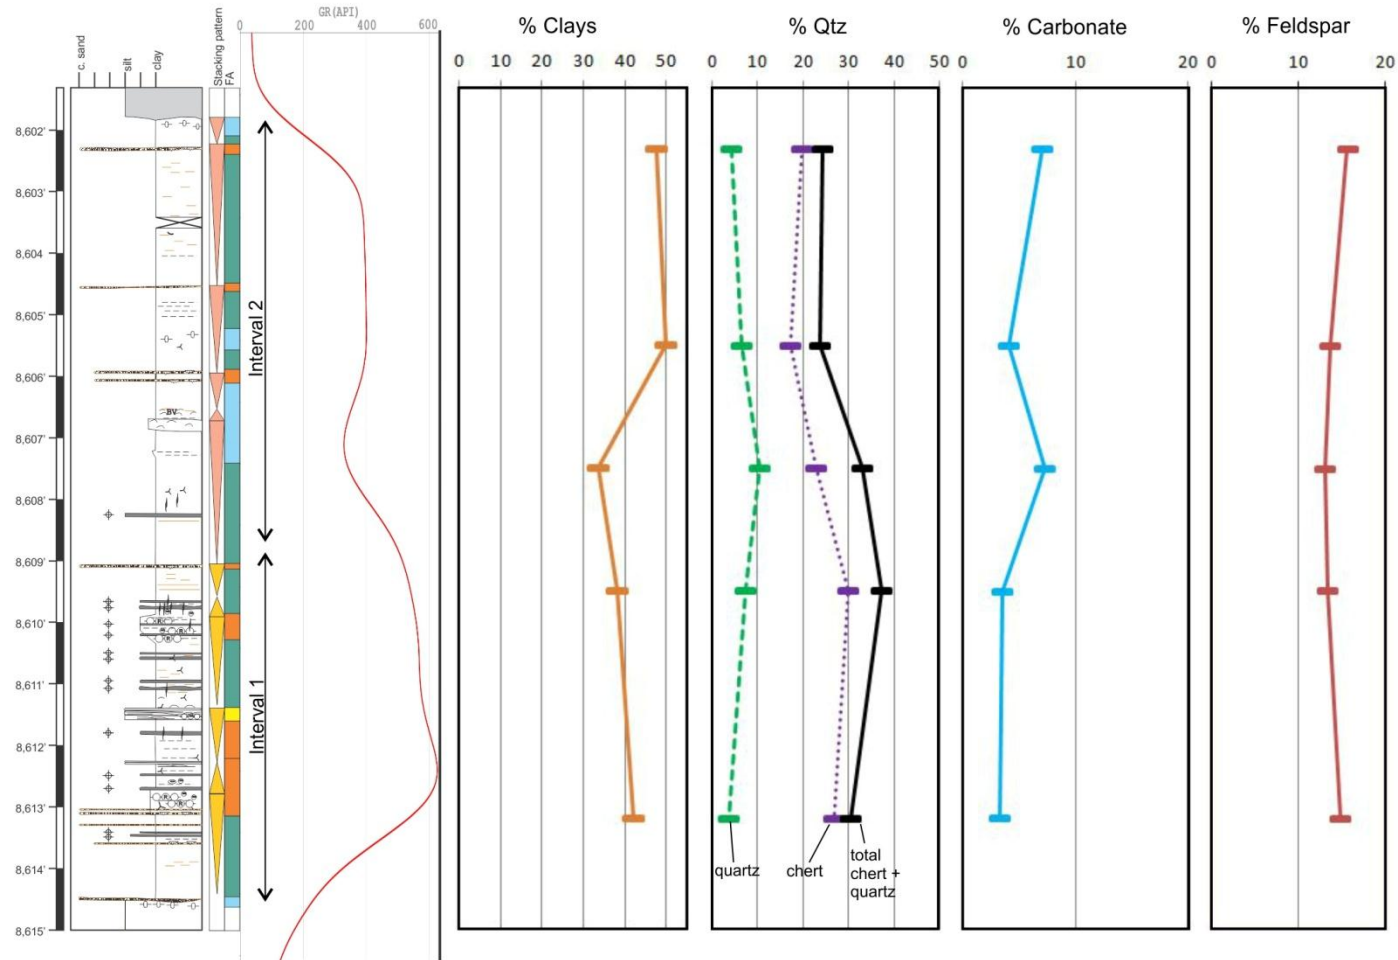 GR(API)
0 200 400 600
% Clays
0 10 20 30 40 50
% Qtz
0 10 20 30 40 50
% Carbonate
0 10 20
% Feldspar
0 10 20
c. sand
silt
clay
Stacking pattern
FA
8,602'
8,603'
8,604'
8,605'
8,606'
8,607'
8,608'
8,609'
8,610'
8,611'
8,612'
8,613'
8,614'
8,615'
BV
R
R
R
R
Interval 2
Interval 1
quartz
chert
total
chert +
quartz